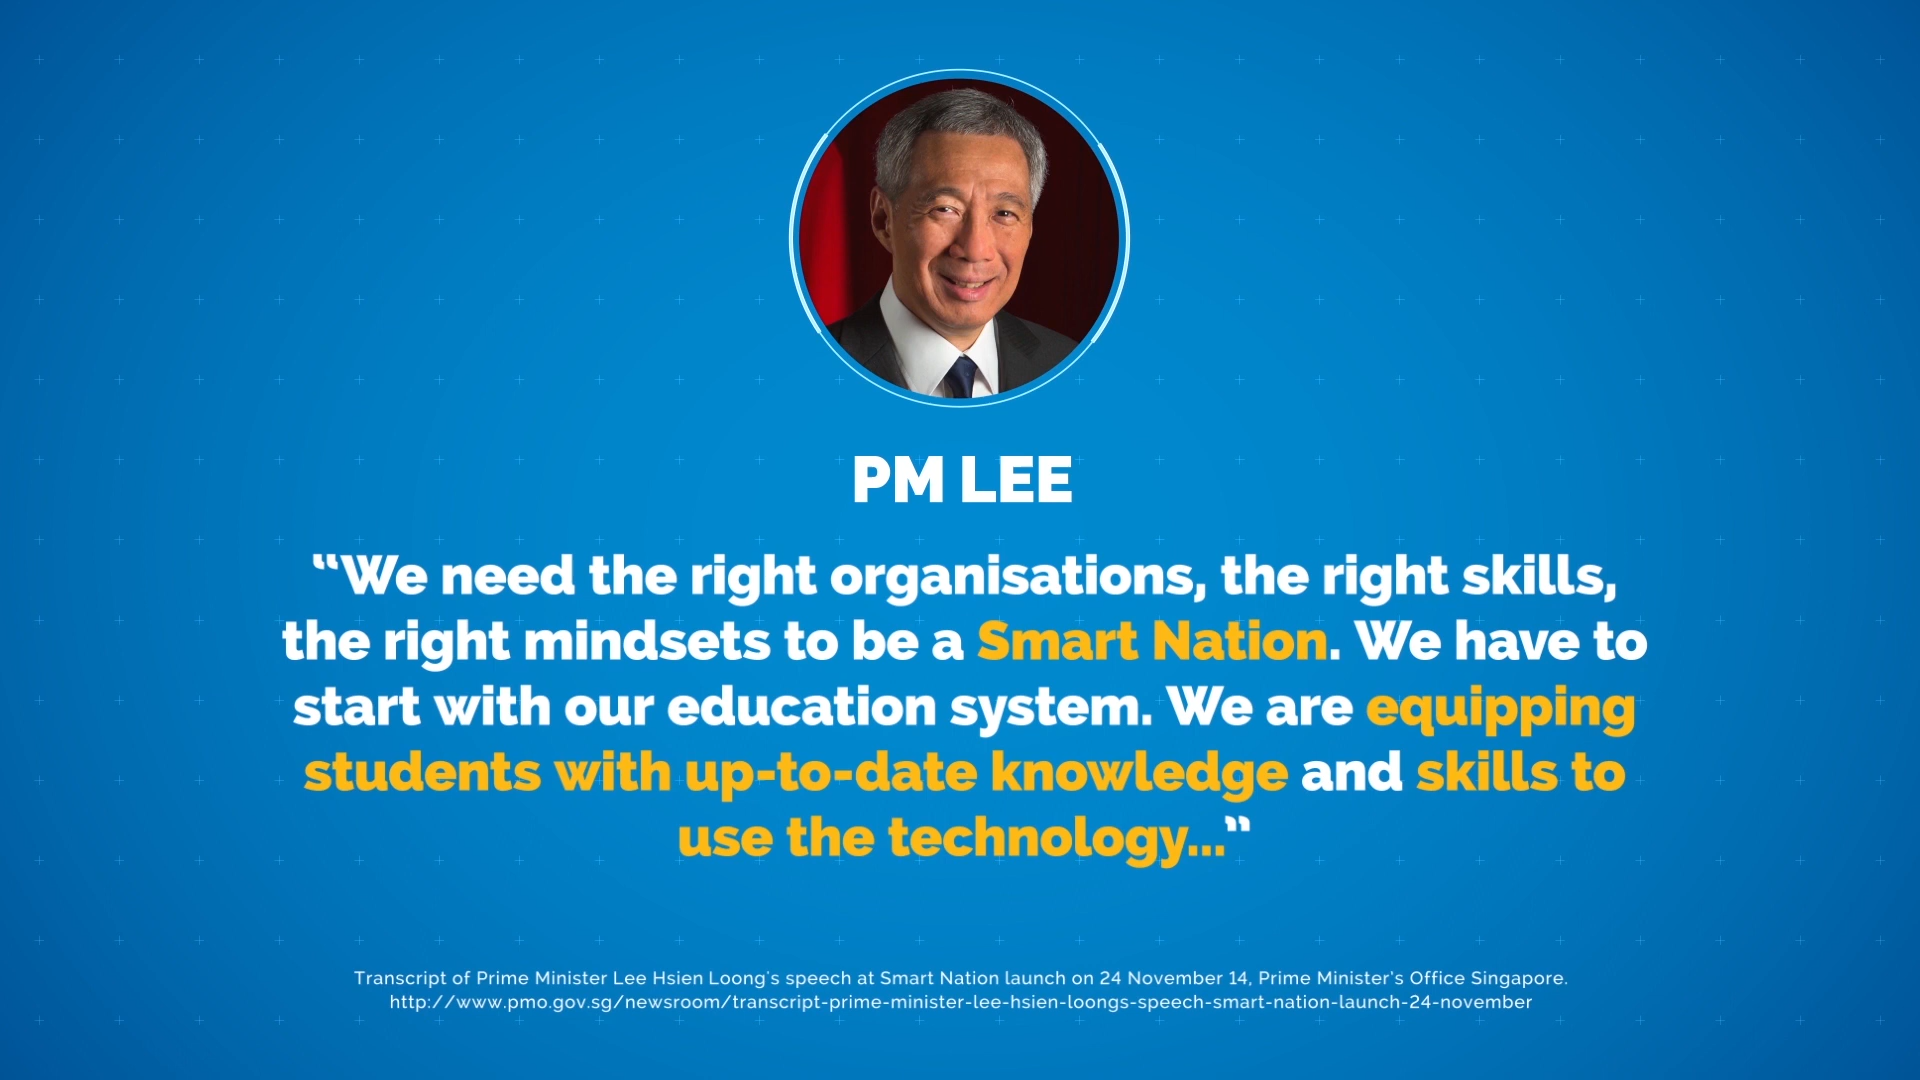 PM LEE
“We need the right organisations, the right skills,
the right mindsets to be a Smart Nation. We have to
start with our education system. We are equipping
students with up-to-date knowledge and skills to
use the technology...”
Transcript of Prime Minister Lee Hsien Loong's speech at Smart Nation launch on 24 November 14, Prime Minister’s Office Singapore.
http://www.pmo.gov.sg/newsroom/transcript-prime-minister-lee-hsien-loongs-speech-smart-nation-launch-24-november